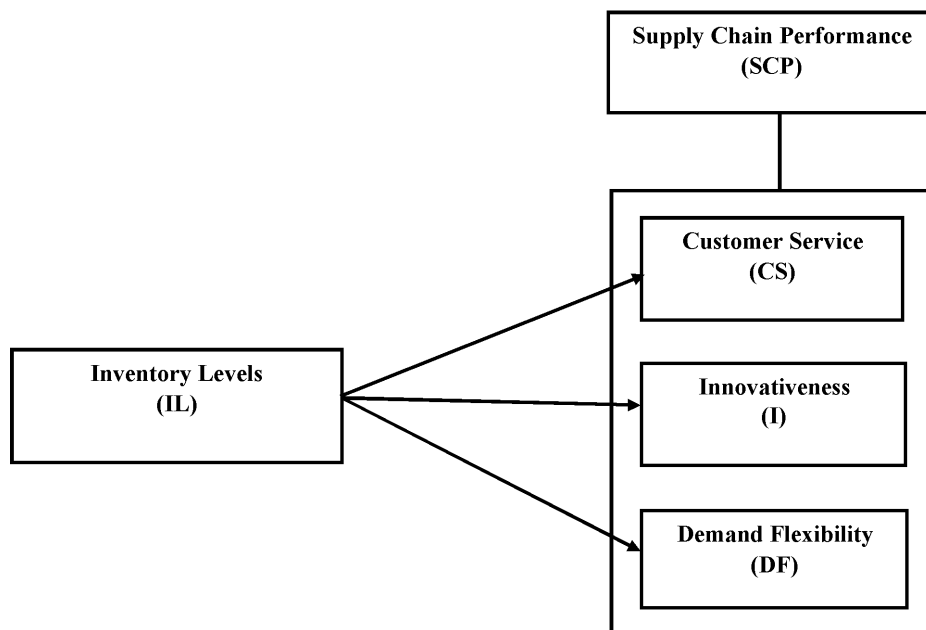 Supply Chain Performance
(SCP)
Customer Service
(CS)
Inventory Levels
(IL)
Innovativeness
(I)
Demand Flexibility
(DF)